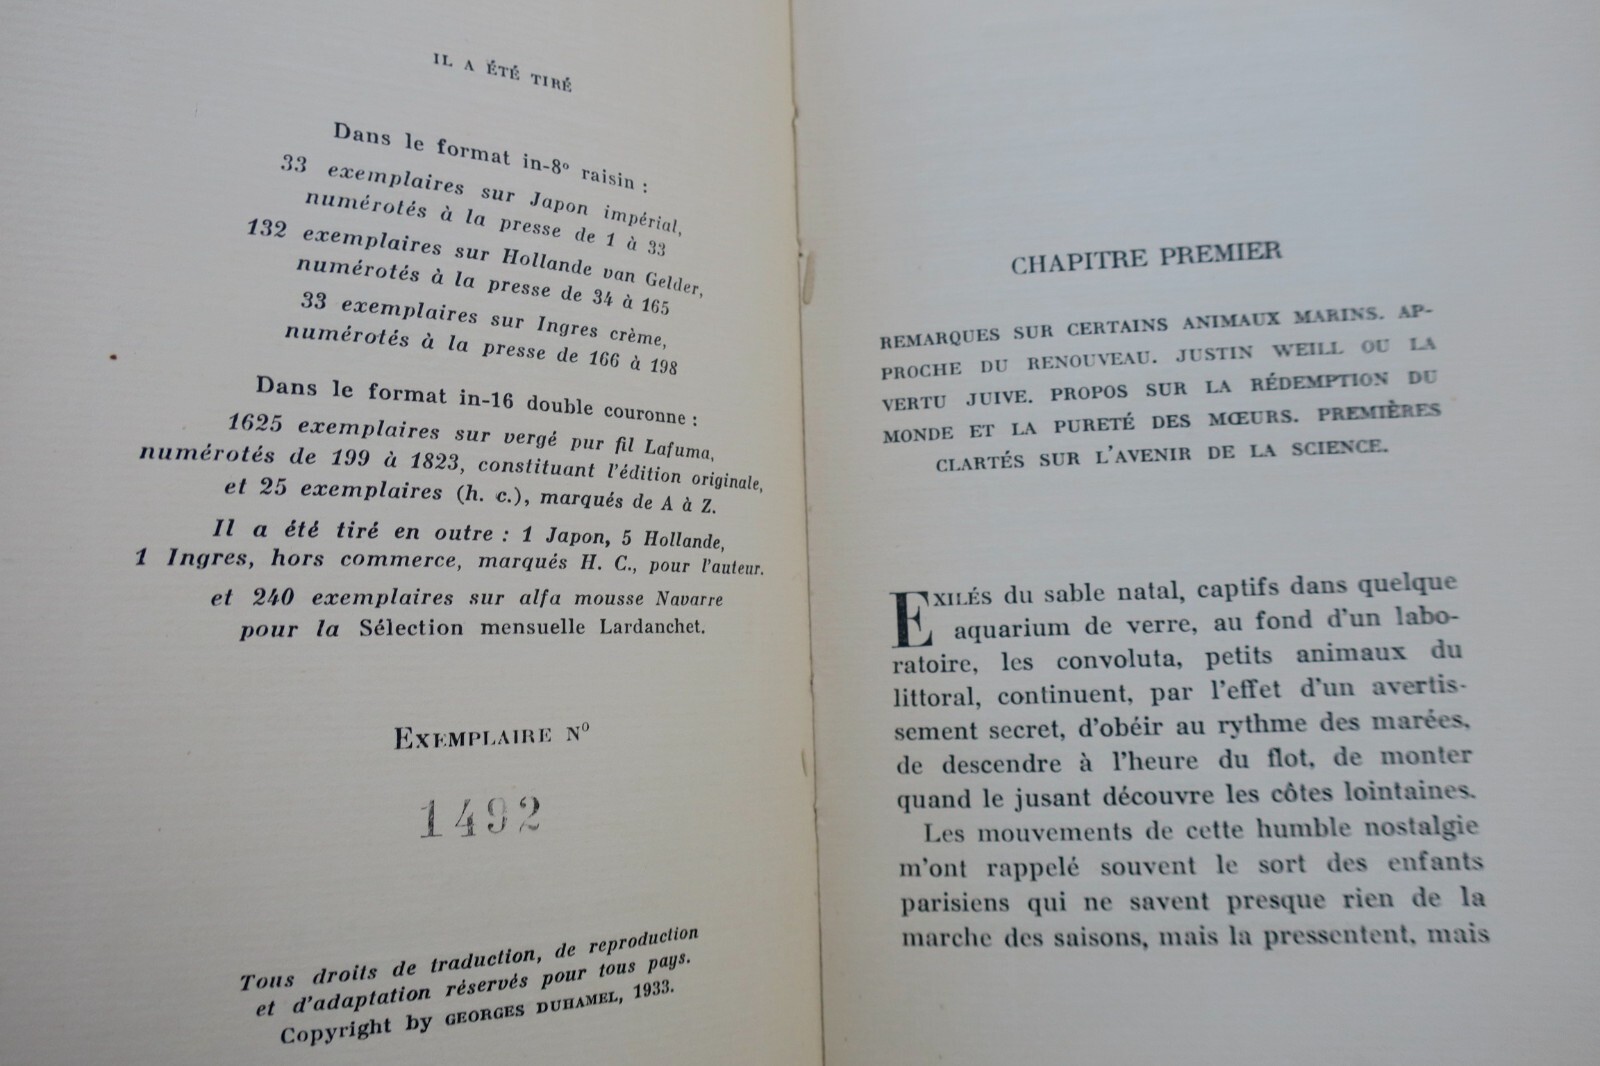 IL A ÉTÉ TIRÉ
Dans le format in-8º raisin :
33 exemplaires sur Japon impérial,
numérotés à la presse de 1 à 33
132 exemplaires sur Hollande van Gelder,
numérotés à la presse de 34 à 165
33 exemplaires sur Ingres crème,
numérotés à la presse de 166 à 198
Dans le format in-16 double couronne :
1625 exemplaires sur vergé pur fil Lafuma,
numérotés de 199 à 1823, constituant l'édition originale,
et 25 exemplaires (h. c.), marqués de A à Z.
Il a été tiré en outre : 1 Japon, 5 Hollande,
1 Ingres, hors commerce, marqués H. C., pour l'auteur.
et 240 exemplaires sur alfa mousse Navarre
pour la Sélection mensuelle Lardanchet.
EXEMPLAIRE Nº
1492
Tous droits de traduction, de reproduction
et d'adaptation réservés pour tous pays.
Copyright by GEORGES DUHAMEL, 1933.
CHAPITRE PREMIER
REMARQUES SUR CERTAINS ANIMAUX MARINS. AP-
PROCHE DU RENOUVEAU. JUSTIN WEILL OU LA
VERTU JUIVE. PROPOS SUR LA RÉDEMPTION DU
MONDE ET LA PURETÉ DES MŒURS. PREMIÈRES
CLARTÉS SUR L'AVENIR DE LA SCIENCE.
EXILÉS du sable natal, captifs dans quelque
aquarium de verre, au fond d'un labo-
ratoire, les convoluta, petits animaux du
littoral, continuent, par l'effet d'un avertis-
sement secret, d'obéir au rythme des marées,
de descendre à l'heure du flot, de monter
quand le jusant découvre les côtes lointaines.
Les mouvements de cette humble nostalgie
m'ont rappelé souvent le sort des enfants
parisiens qui ne savent presque rien de la
marche des saisons, mais la pressentent, mais